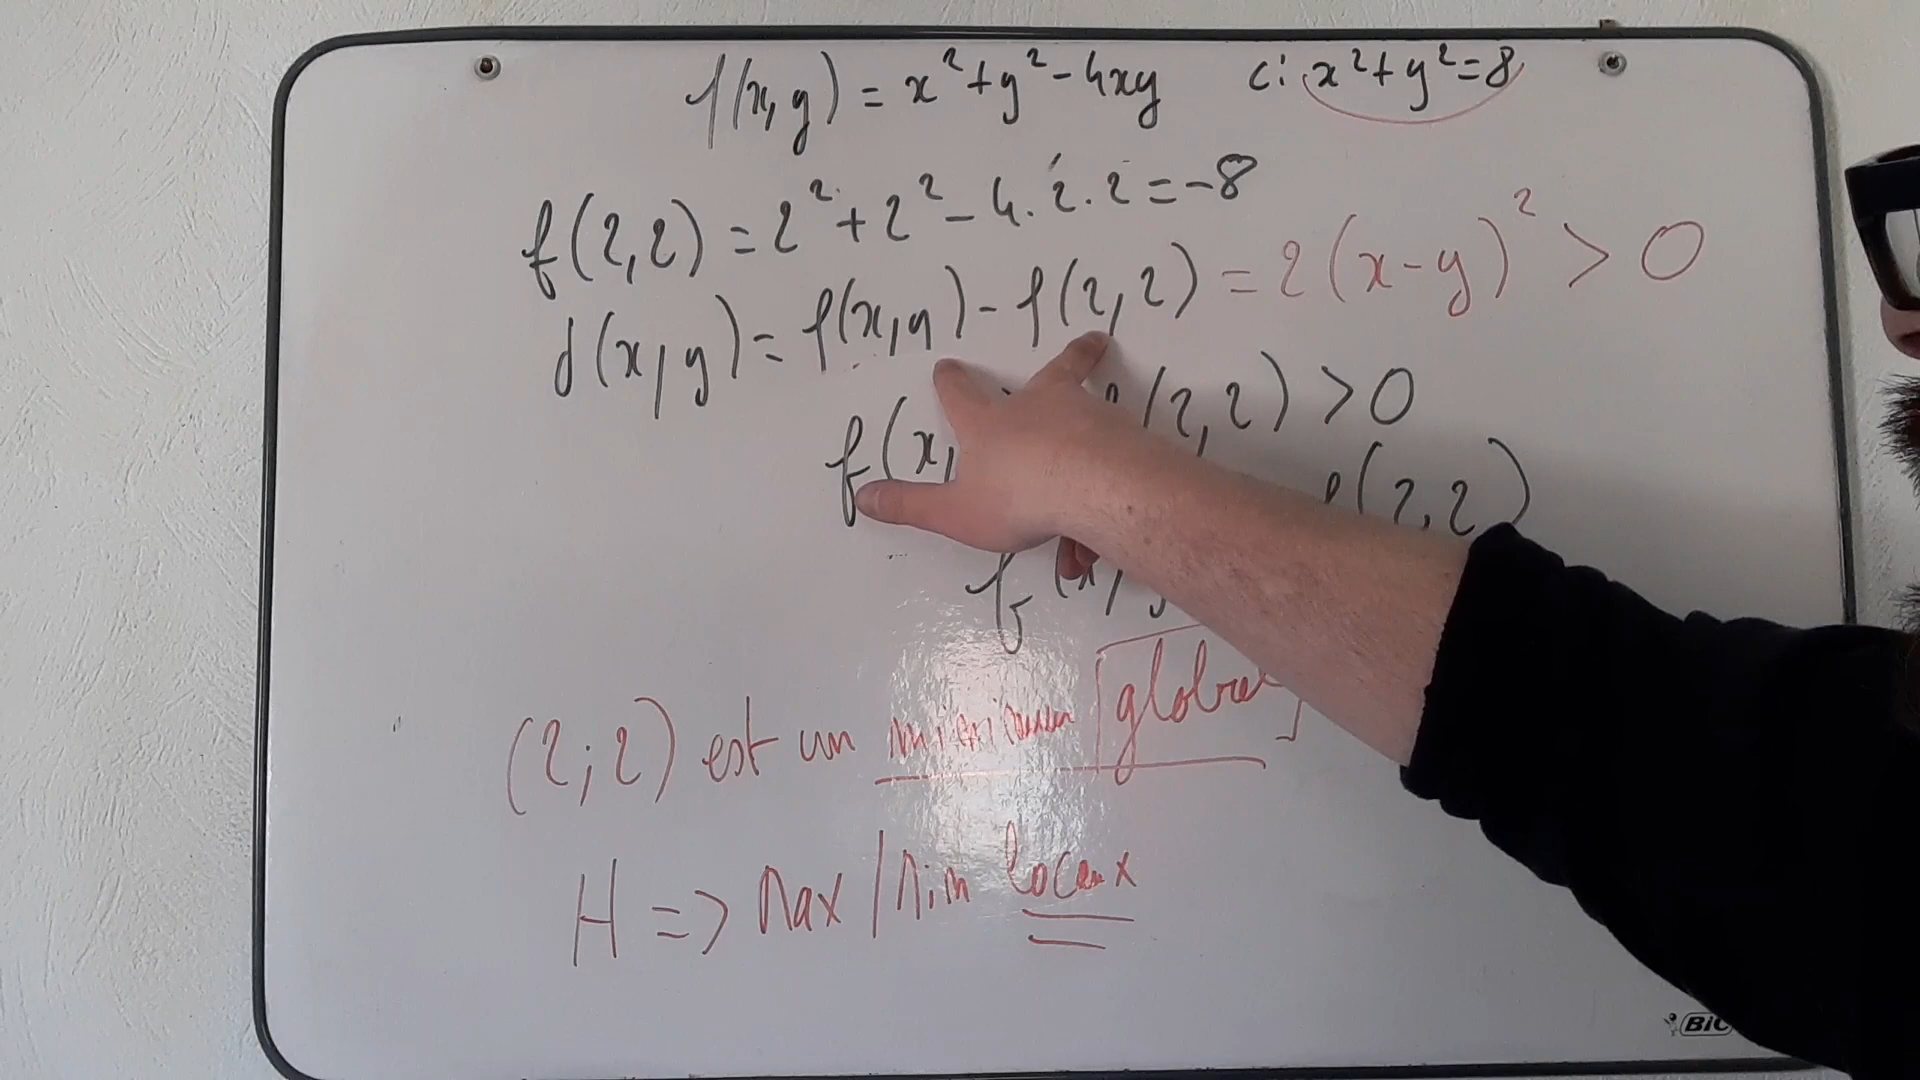 f(x,y) = x² + y² - 4xy c: x² + y² = 8
f(2,2) = 2² + 2² - 4.2.2 = -8
d(x,y) = f(x,y) - f(2,2) = 2(x-y)² > 0
f(x, (2,2) > 0
f(2,2)
f(x,y
(2;2) est un minimum global
H => Max/Min locaux
BIC